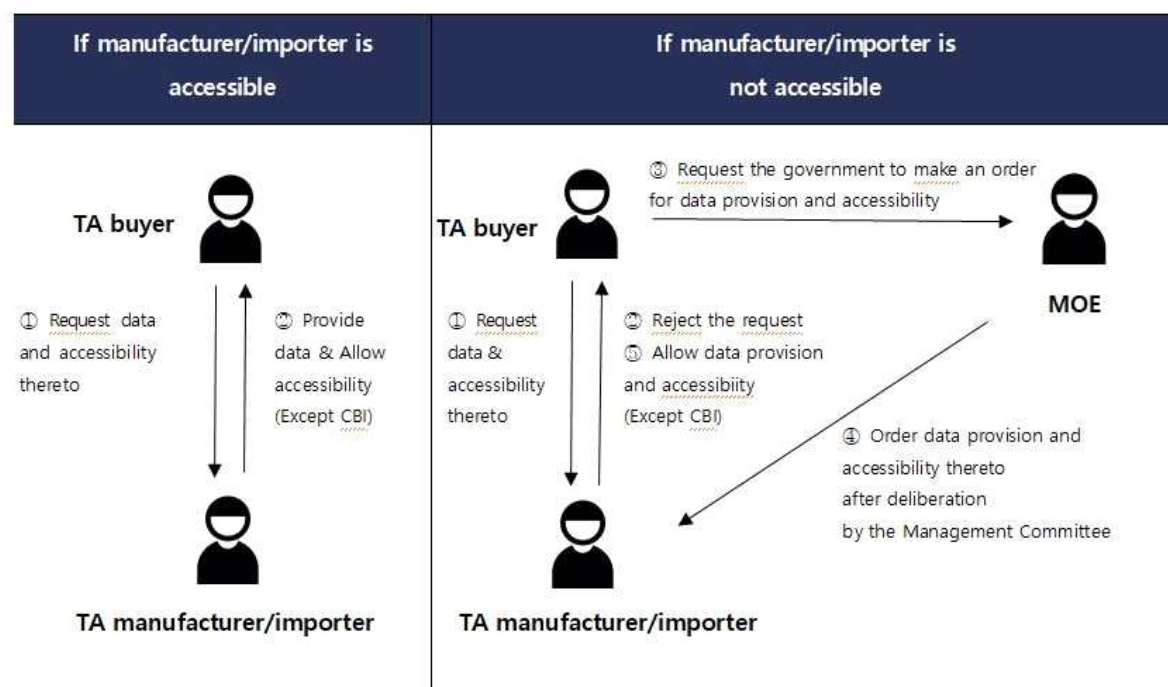 If manufacturer/importer is
accessible
If manufacturer/importer is
not accessible
TA buyer
① Request data
and accessibility
thereto
② Provide
data & Allow
accessibility
(Except CBI)
TA manufacturer/importer
TA buyer
③ Request the government to make an order
for data provision and accessibility
MOE
① Request
data &
accessibility
thereto
② Reject the request
⑤ Allow data provision
and accessibiity
(Except CBI)
④ Order data provision and
accessibility thereto
after deliberation
by the Management Committee
TA manufacturer/importer